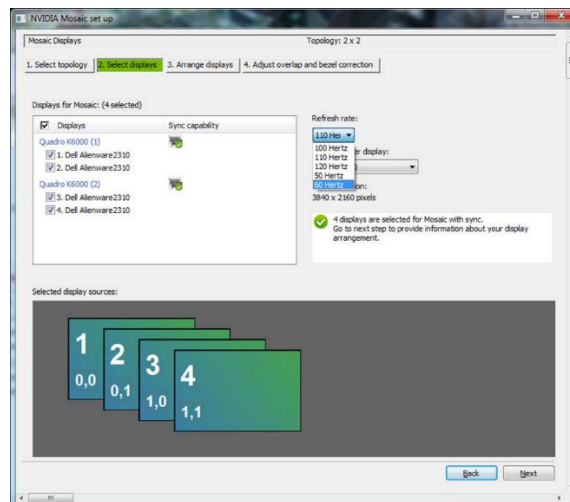 NVIDIA Mosaic set up
Mosaic Displays
Topology: 2 x 2
1. Select topology
2. Select displays
3. Arrange displays
4. Adjust overlap and bezel correction
Displays for Mosaic: (4 selected)
Displays
Sync capability
Quadro K6000 (1)
1. Dell Alienware2310
2. Dell Alienware2310
Quadro K6000 (2)
3. Dell Alienware2310
4. Dell Alienware2310
Refresh rate:
110 Her
100 Hertz
110 Hertz
120 Hertz
50 Hertz
60 Hertz
er display:
on:
3840 x 2160 pixels
4 displays are selected for Mosaic with sync.
Go to next step to provide information about your display
arrangement.
Selected display sources:
1
0,0
2
0,1
3
1,0
4
1,1
Back
Next